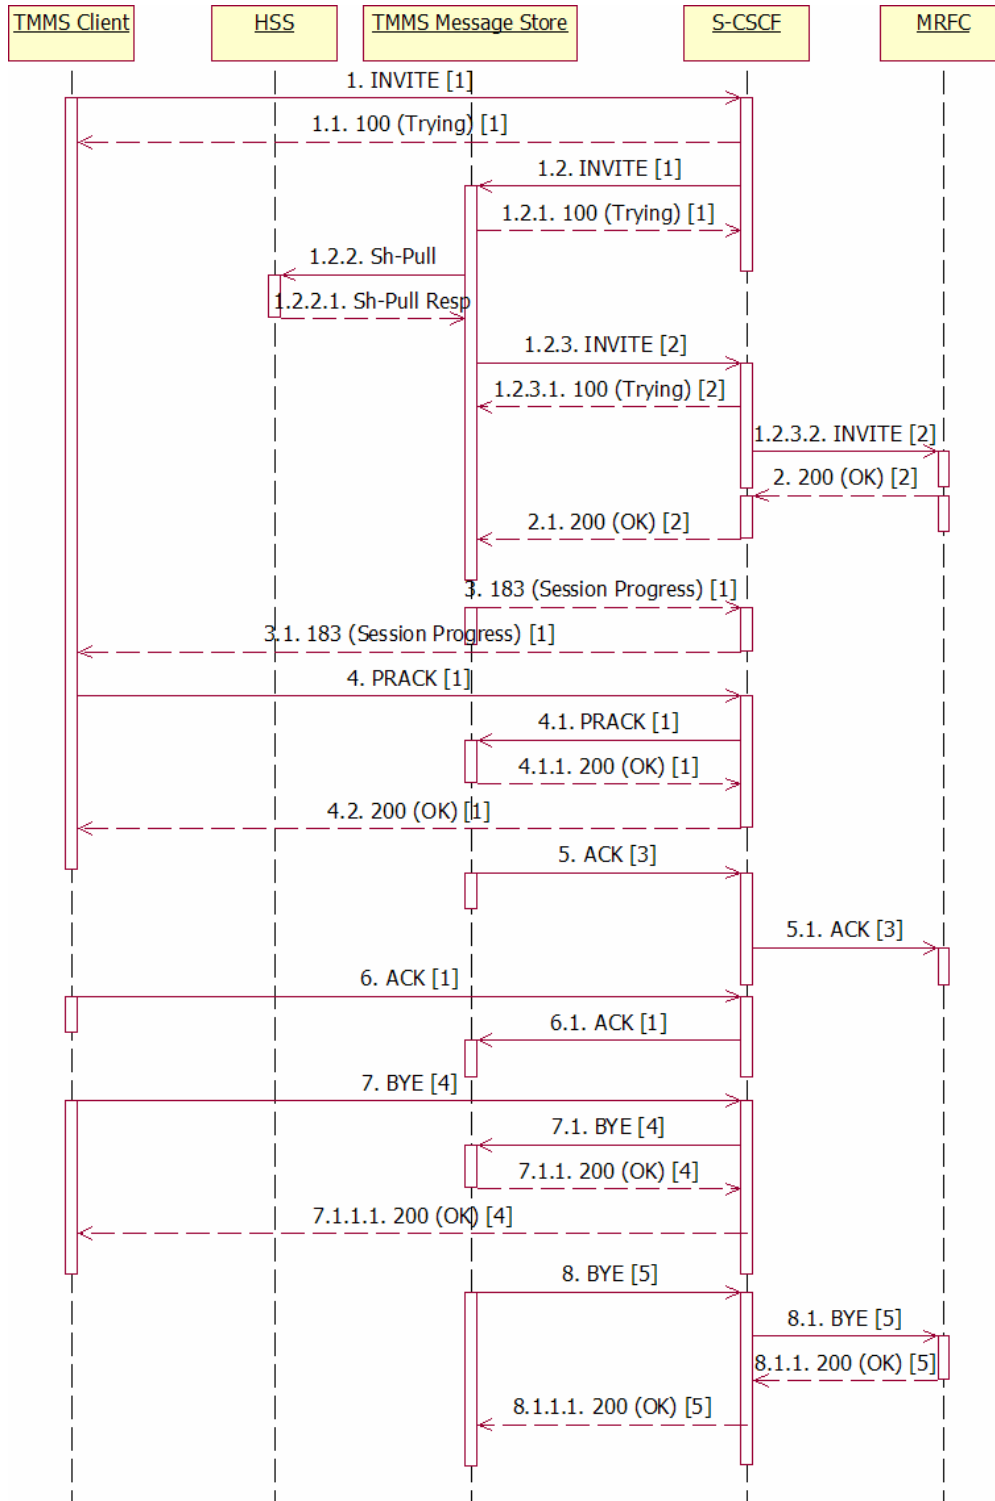 TMMS Client
HSS
TMMS Message Store
S-CSCF
MRFC
1. INVITE [1]
1.1. 100 (Trying) [1]
1.2. INVITE [1]
1.2.1. 100 (Trying) [1]
1.2.2. Sh-Pull
1.2.2.1. Sh-Pull Resp
1.2.3. INVITE [2]
1.2.3.1. 100 (Trying) [2]
1.2.3.2. INVITE [2]
2. 200 (OK) [2]
2.1. 200 (OK) [2]
3. 183 (Session Progress) [1]
3.1. 183 (Session Progress) [1]
4. PRACK [1]
4.1. PRACK [1]
4.1.1. 200 (OK) [1]
4.2. 200 (OK) [1]
5. ACK [3]
5.1. ACK [3]
6. ACK [1]
6.1. ACK [1]
7. BYE [4]
7.1. BYE [4]
7.1.1. 200 (OK) [4]
7.1.1.1. 200 (OK) [4]
8. BYE [5]
8.1. BYE [5]
8.1.1. 200 (OK) [5]
8.1.1.1. 200 (OK) [5]